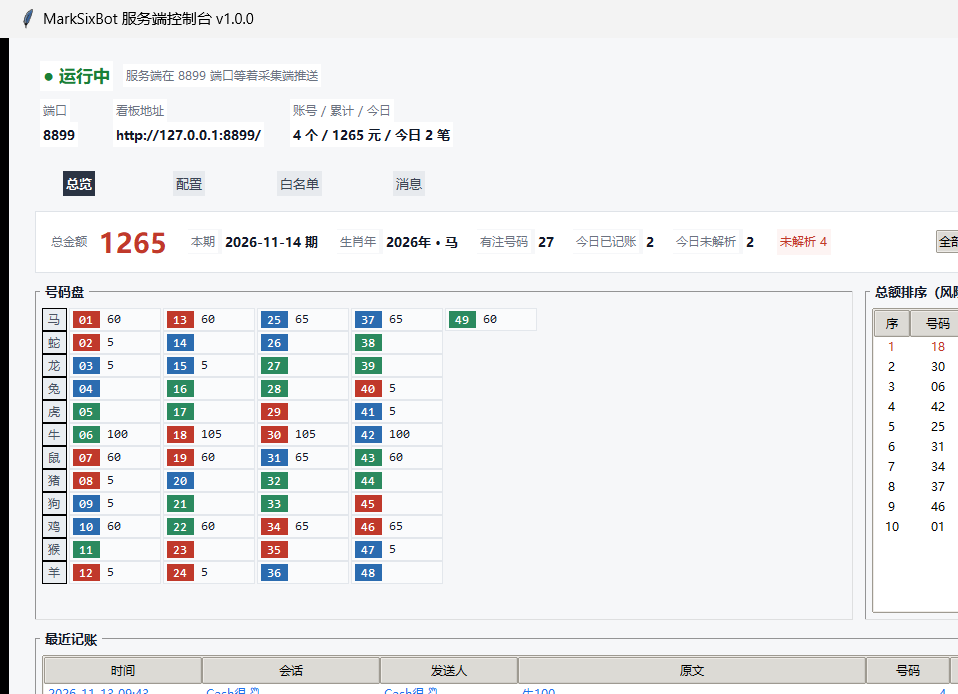 MarkSixBot 服务端控制台 v1.0.0
● 运行中 服务端在 8899 端口等着采集端推送
端口 看板地址 账号 / 累计 / 今日
8899 http://127.0.0.1:8899/ 4 个 / 1265 元 / 今日 2 笔
总览 配置 白名单 消息
总金额 1265 本期 2026-11-14 期 生肖年 2026年 • 马 有注号码 27 今日已记账 2 今日未解析 2 未解析 4 全部
号码盘
马 01 60 13 60 25 65 37 65 49 60
蛇 02 5 14 26 38
龙 03 5 15 5 27 39
兔 04 16 28 40 5
虎 05 17 29 41 5
牛 06 100 18 105 30 105 42 100
鼠 07 60 19 60 31 65 43 60
猪 08 5 20 32 44
狗 09 5 21 33 45
鸡 10 60 22 60 34 65 46 65
猴 11 23 35 47 5
羊 12 5 24 5 36 48
总额排序（风
序 号码
1 18
2 30
3 06
4 42
5 25
6 31
7 34
8 37
9 46
10 01
最近记账
时间 会话 发送人 原文 号码
2026-11-13 09:43 牛100